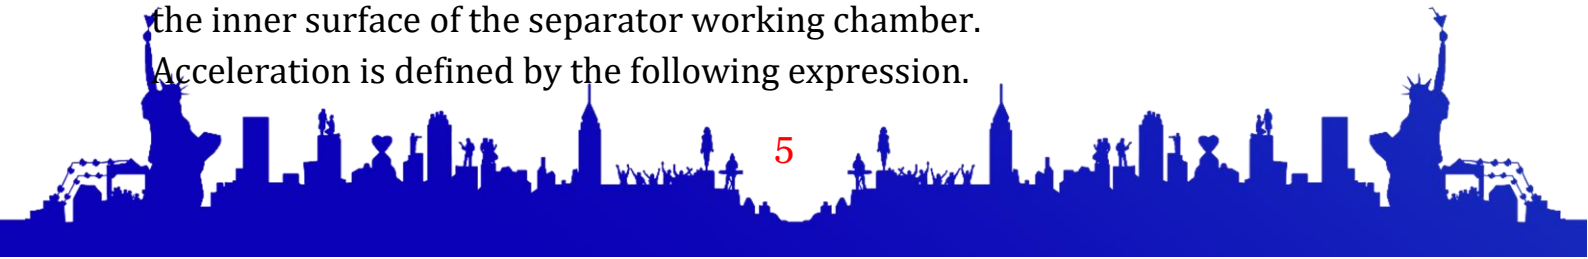 the inner surface of the separator working chamber.
Acceleration is defined by the following expression.
5